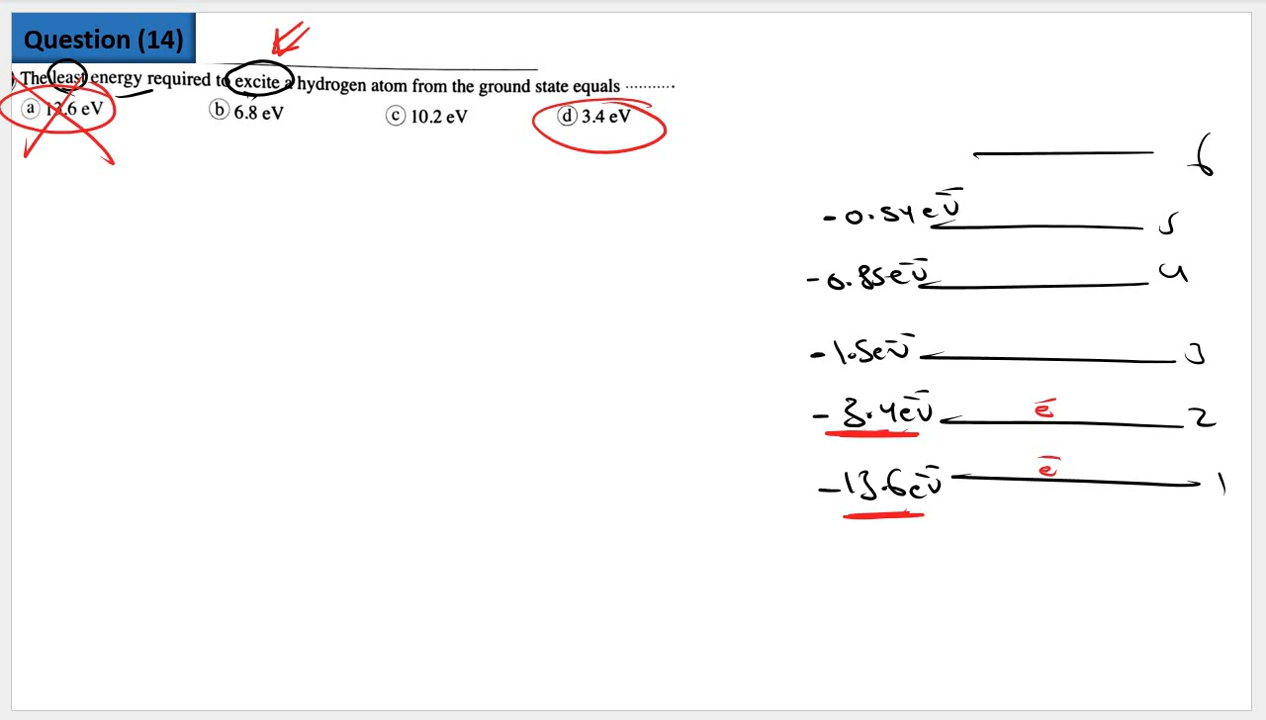 Question (14)
) The least energy required to excite a hydrogen atom from the ground state equals ...........
a 13.6 eV b 6.8 eV c 10.2 eV d 3.4 eV
6
-0.54 eV 5
-0.85 eV 4
-1.5 eV 3
-3.4 eV e⁻ 2
-13.6 eV e⁻ 1